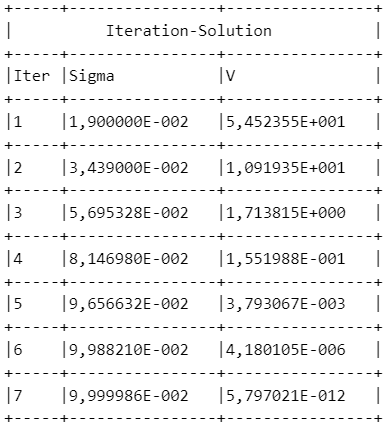 Iteration-Solution
Iter Sigma V
1 1,900000E-002 5,452355E+001
2 3,439000E-002 1,091935E+001
3 5,695328E-002 1,713815E+000
4 8,146980E-002 1,551988E-001
5 9,656632E-002 3,793067E-003
6 9,988210E-002 4,180105E-006
7 9,999986E-002 5,797021E-012